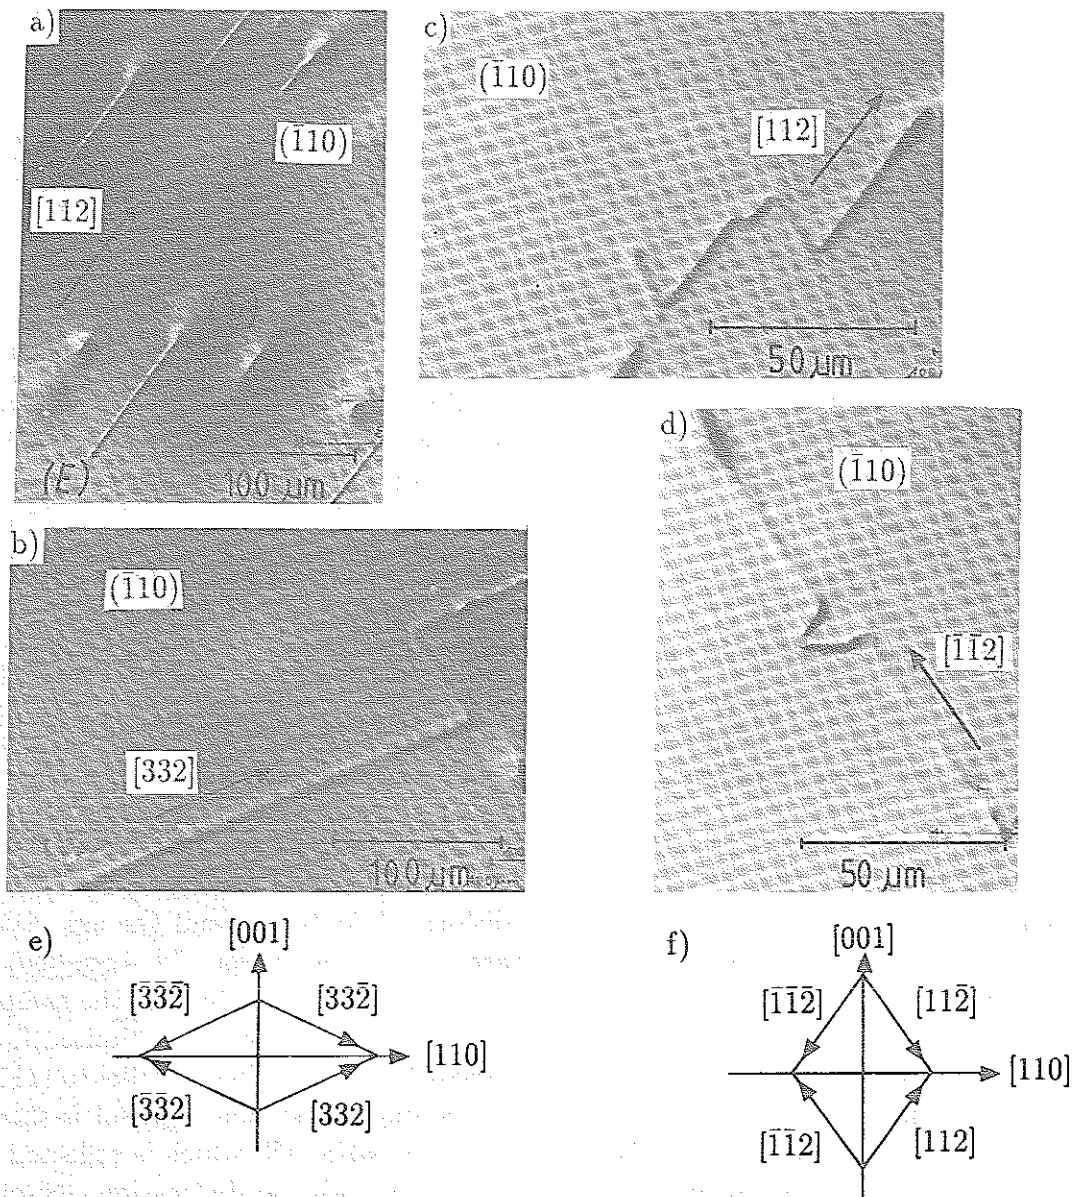 a)
(1̄10)
[112]
(E)
100 µm
b)
(1̄10)
[332]
100 µm
c)
(1̄10)
[112]
50 µm
d)
(1̄10)
[1̄1̄2]
50 µm
e)
[001]
[3̄3̄2̄]
[332̄]
[110]
[3̄3̄2]
[332]
f)
[001]
[1̄1̄2̄]
[112̄]
[110]
[1̄1̄2]
[112]